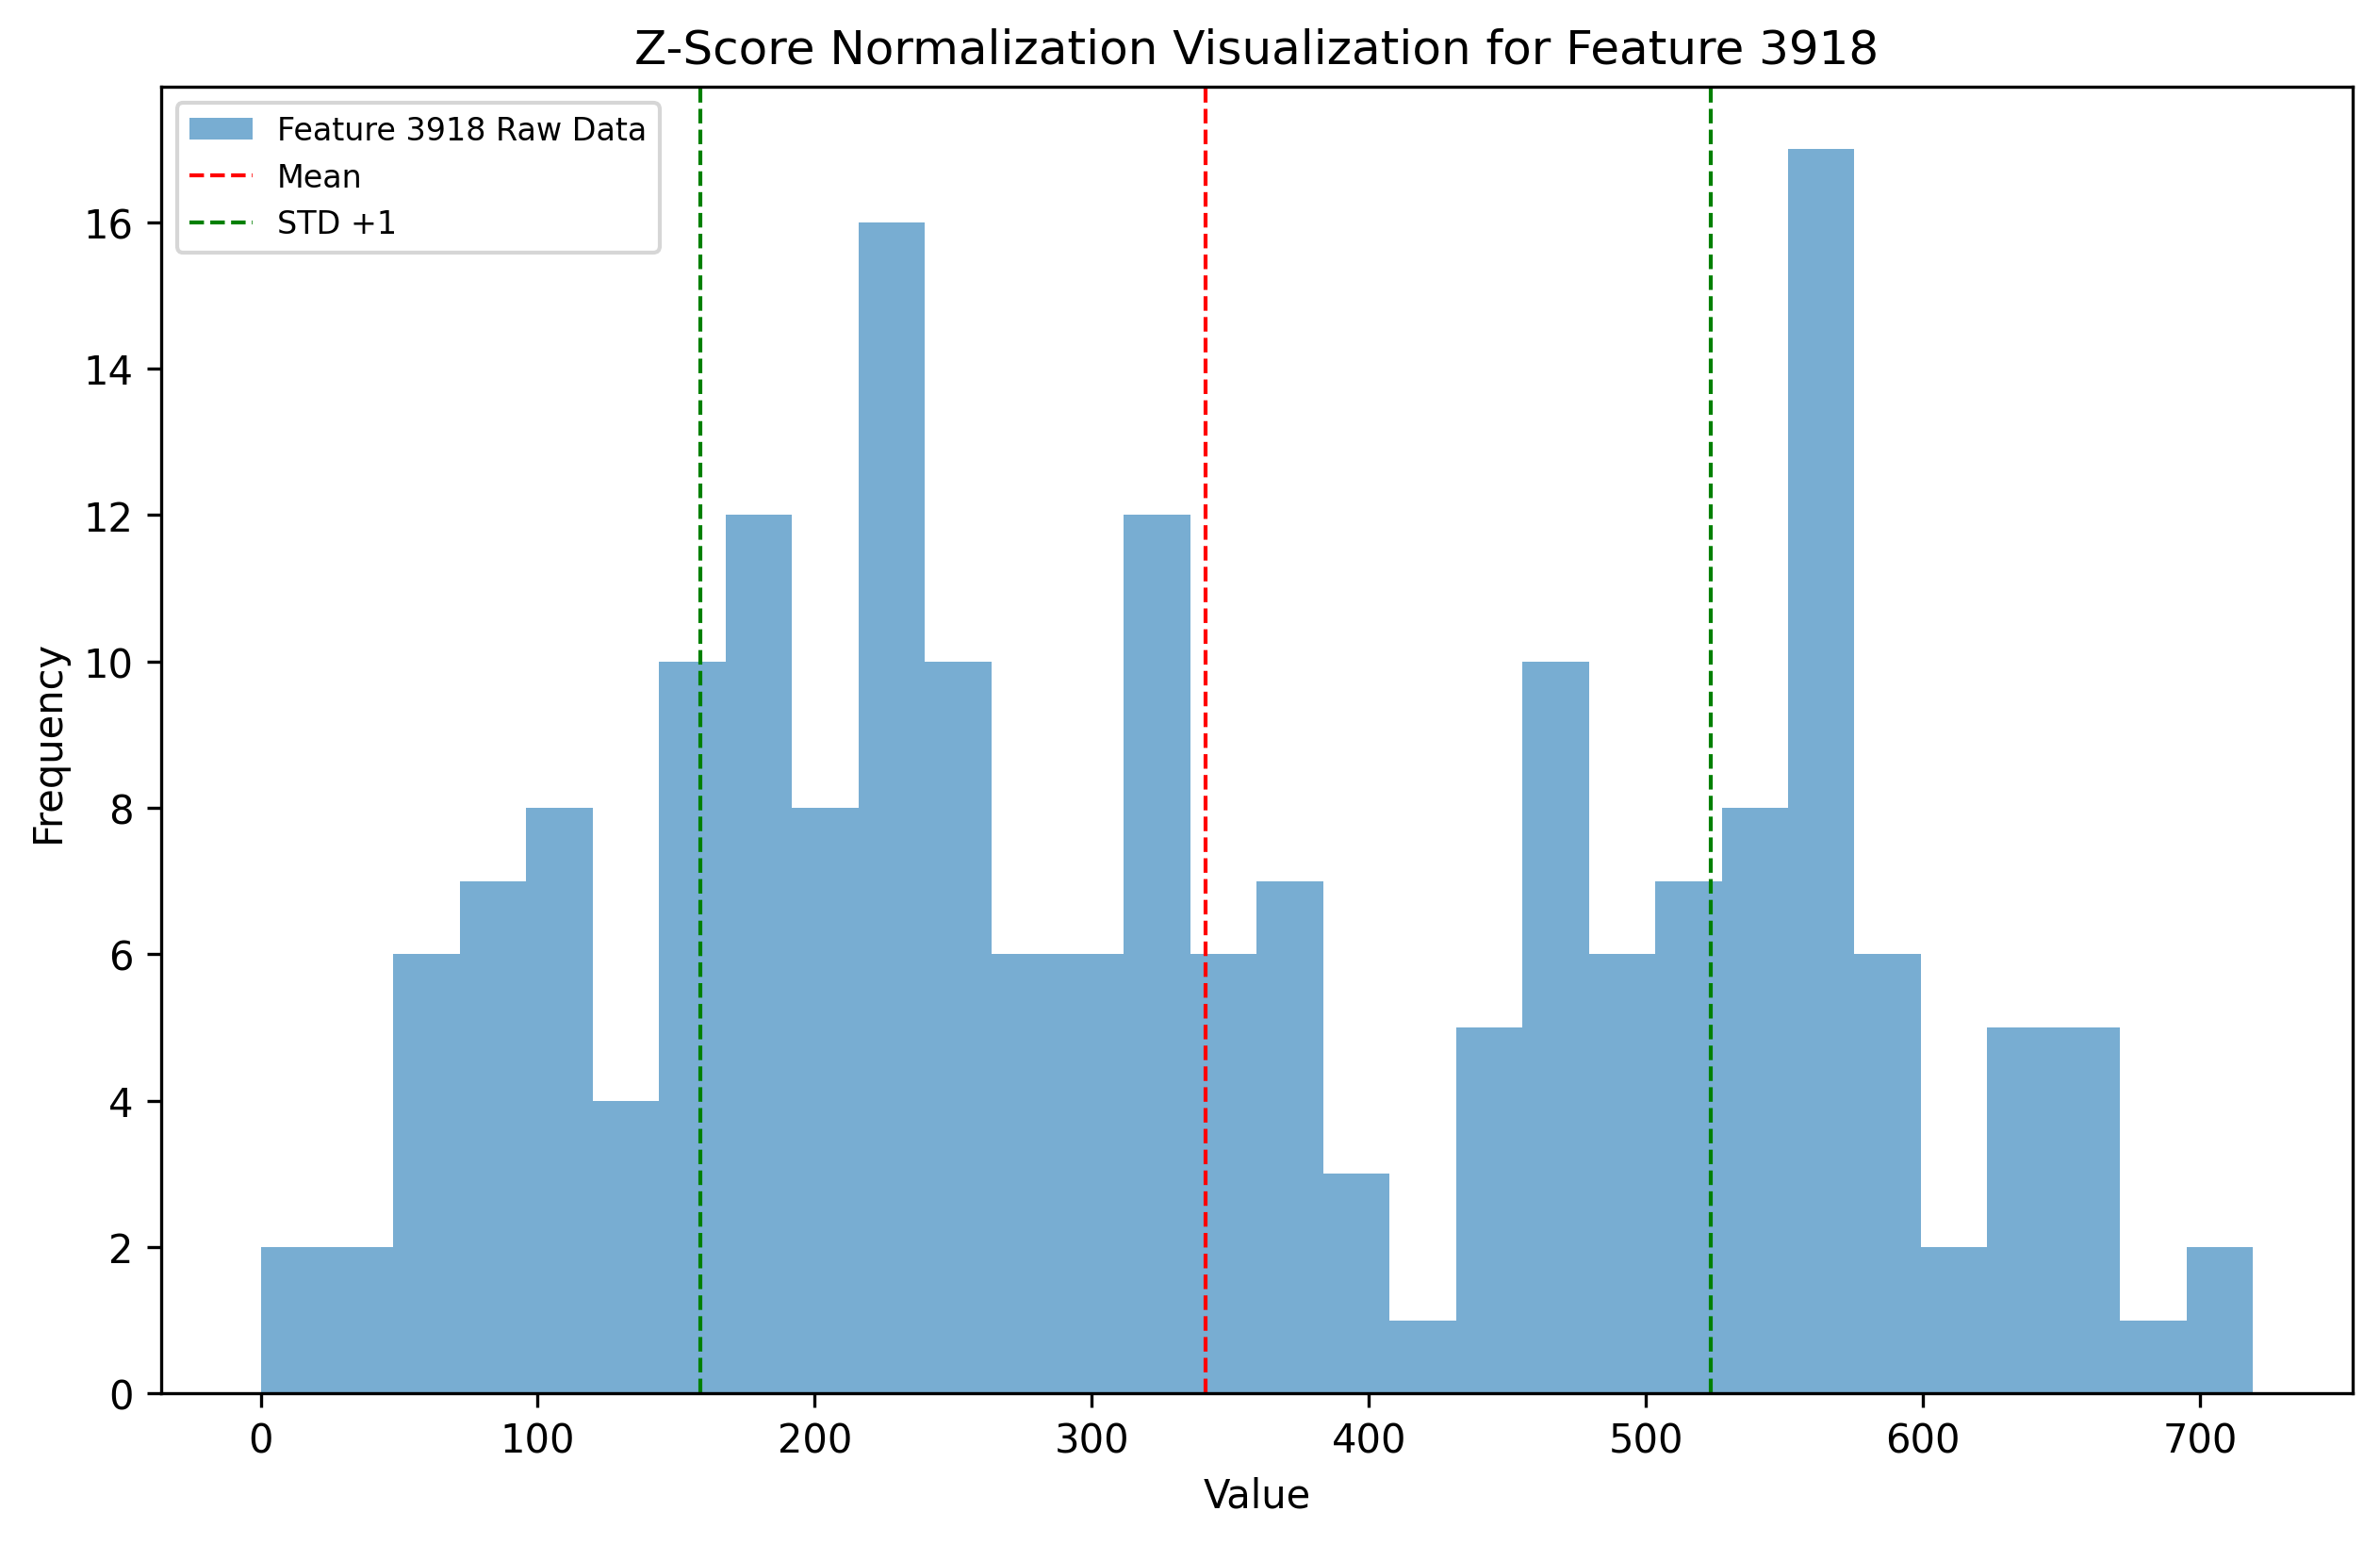 Z-Score Normalization Visualization for Feature 3918
Feature 3918 Raw Data
Mean
STD +1
16
14
12
10
8
6
4
2
0
Frequency
0 100 200 300 400 500 600 700
Value